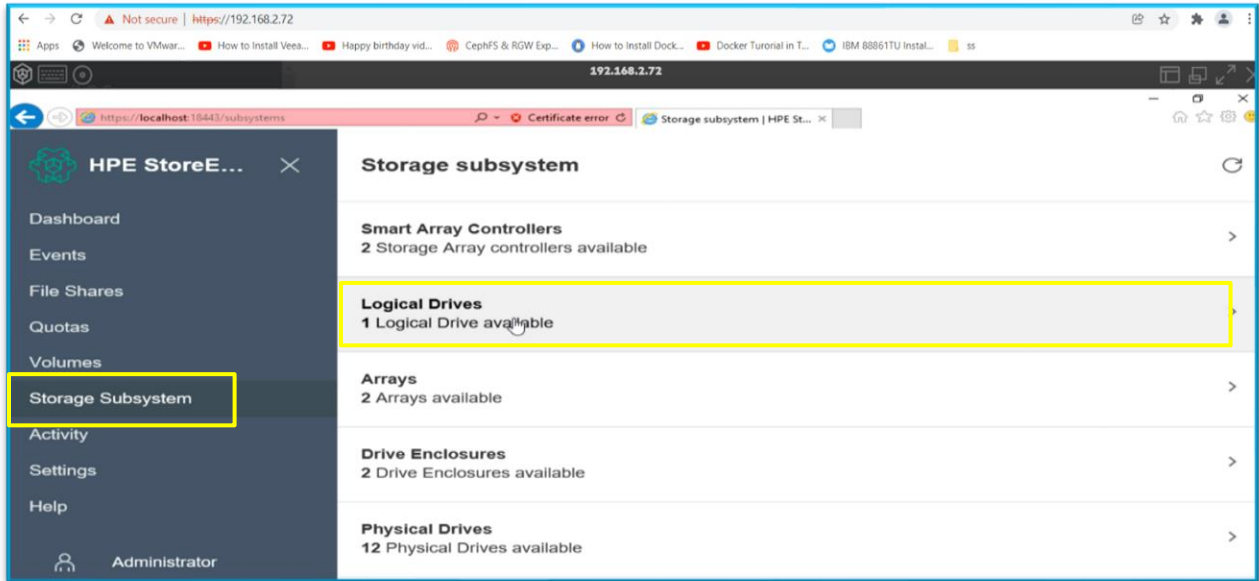 Not secure | https://192.168.2.72
Apps Welcome to VMwar... How to Install Veea... Happy birthday vid... CephFS & RGW Exp... How to Install Dock... Docker Turorial in T... IBM 88861TU Instal... ss
192.168.2.72
https://localhost:18443/subsystems Certificate error Storage subsystem | HPE St...
HPE StoreE...
Storage subsystem
Dashboard
Events
File Shares
Quotas
Volumes
Storage Subsystem
Activity
Settings
Help
Administrator
Smart Array Controllers
2 Storage Array controllers available
Logical Drives
1 Logical Drive available
Arrays
2 Arrays available
Drive Enclosures
2 Drive Enclosures available
Physical Drives
12 Physical Drives available